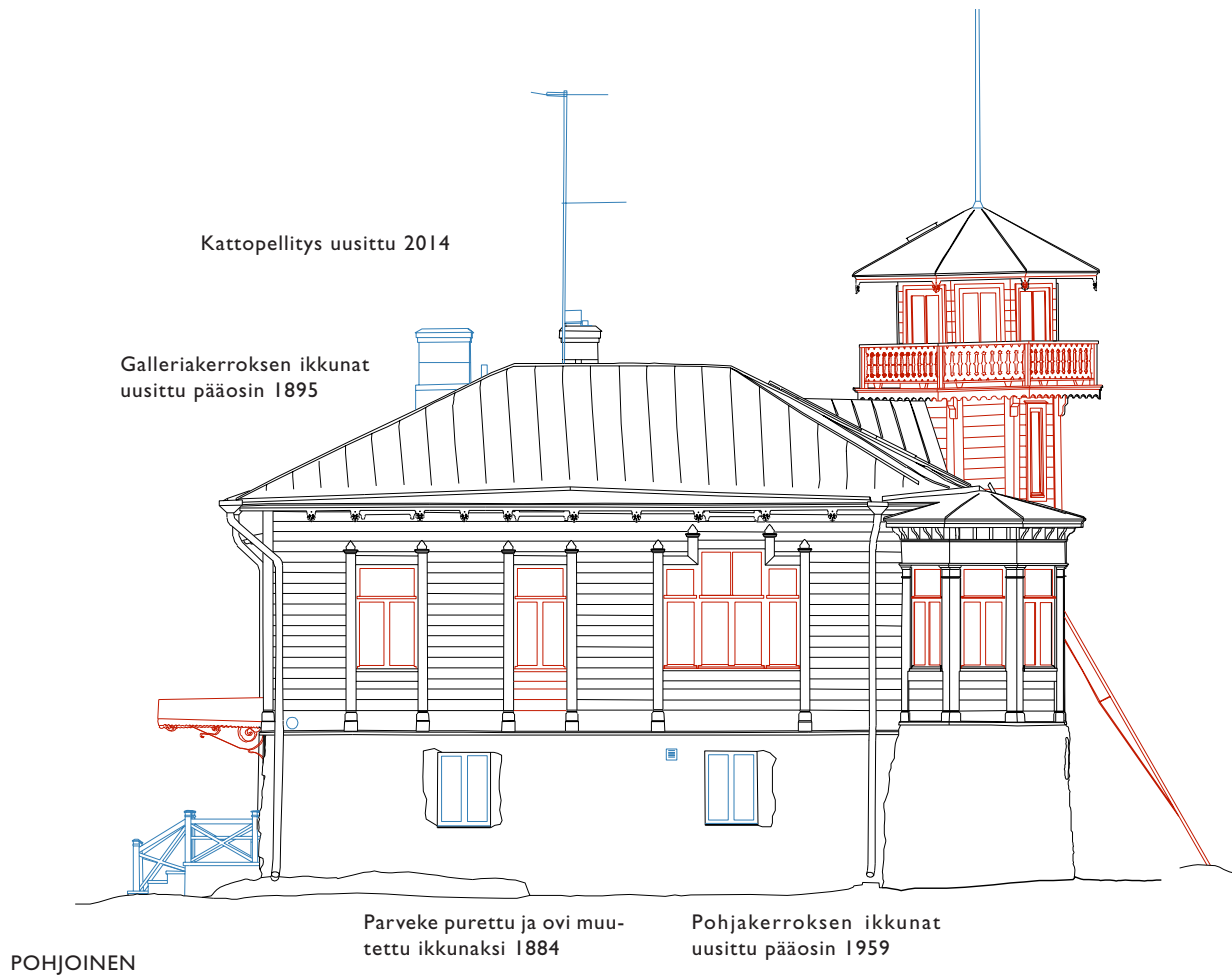 Kattopellitys uusittu 2014
Galleriakerroksen ikkunat
uusittu pääosin 1895
Parveke purettu ja ovi muu-
tettu ikkunaksi 1884
Pohjakerroksen ikkunat
uusittu pääosin 1959
POHJOINEN